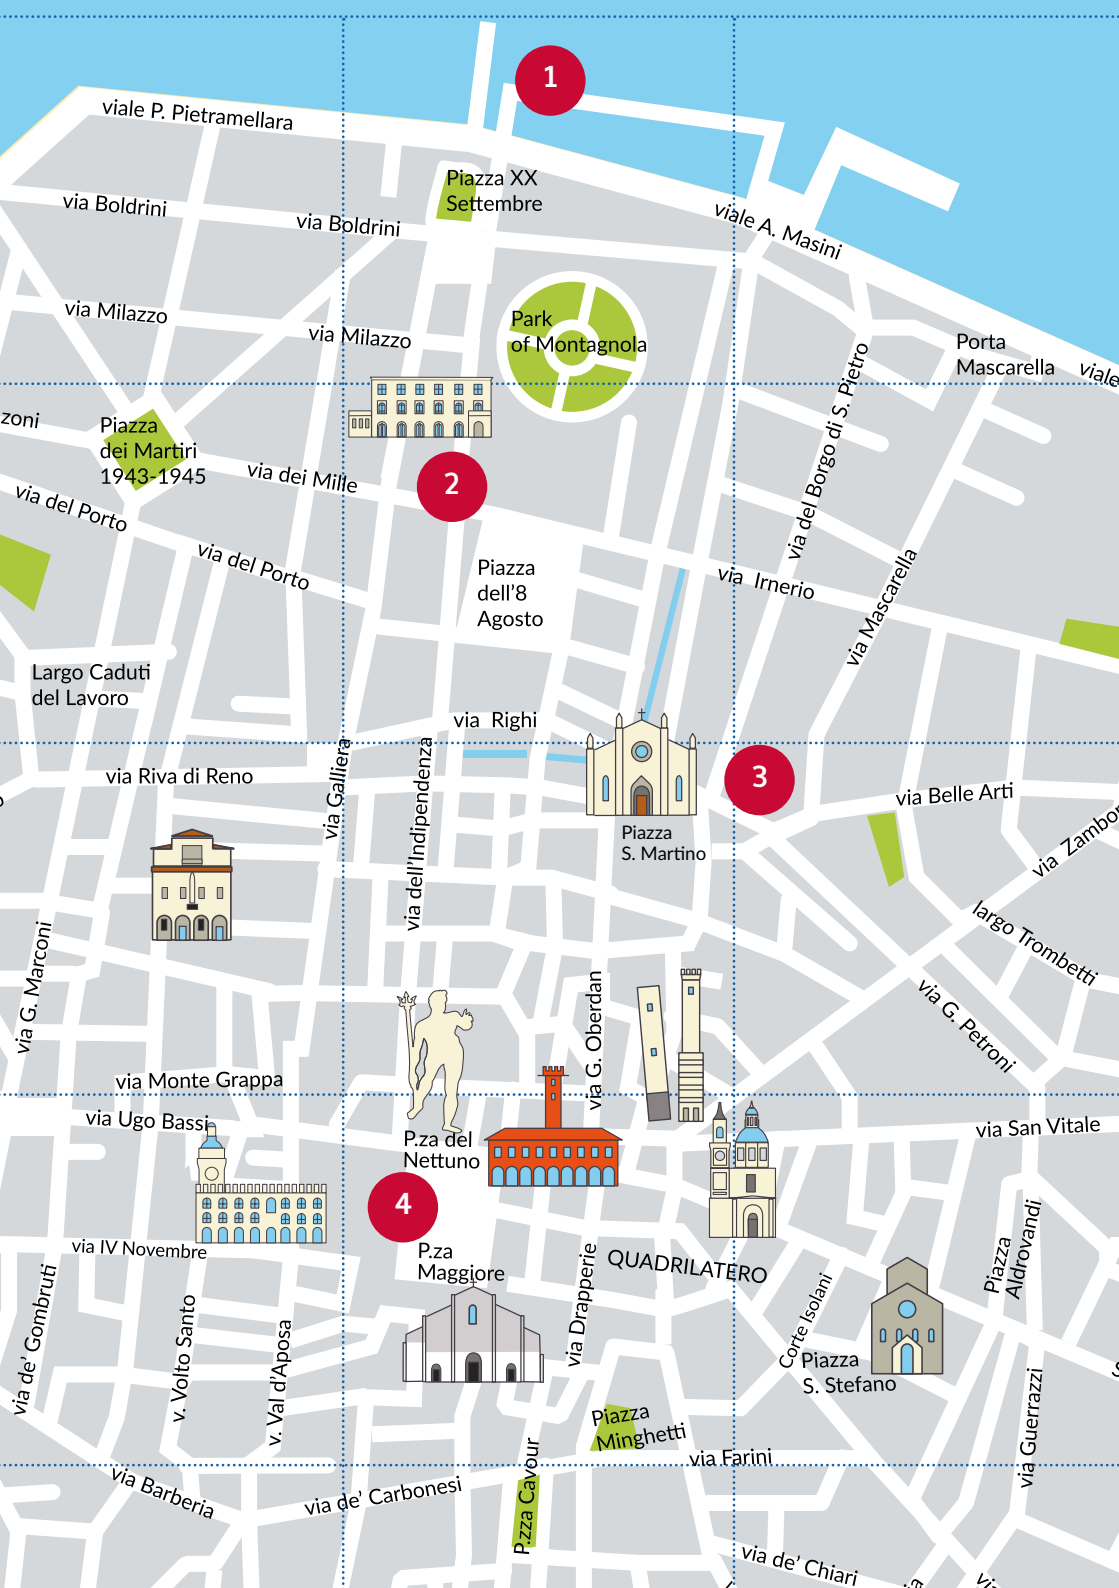 1
viale P. Pietramellara
Piazza XX
Settembre
via Boldrini
via Boldrini
viale A. Masini
via Milazzo
via Milazzo
Park
of Montagnola
Porta
Mascarella
viale
zoni
Piazza
dei Martiri
1943-1945
via dei Mille
2
via del Borgo di S. Pietro
via del Porto
via del Porto
Piazza
dell'8
Agosto
via Irnerio
via Mascarella
Largo Caduti
del Lavoro
via Righi
via Riva di Reno
via Galliera
via dell'Indipendenza
3
via Belle Arti
Piazza
S. Martino
via Zambon
largo Trombetti
via G. Marconi
via G. Oberdan
via G. Petroni
via Monte Grappa
via Ugo Bassi
P.za del
Nettuno
via San Vitale
4
via IV Novembre
P.za
Maggiore
QUADRILATERO
via Drapperie
Piazza
Aldrovandi
via de' Gombruti
v. Volto Santo
v. Val d'Aposa
Corte Isolani
Piazza
S. Stefano
via Guerrazzi
Piazza
Minghetti
via Farini
via Barberia
via de' Carbonesi
P.zza Cavour
via de' Chiari